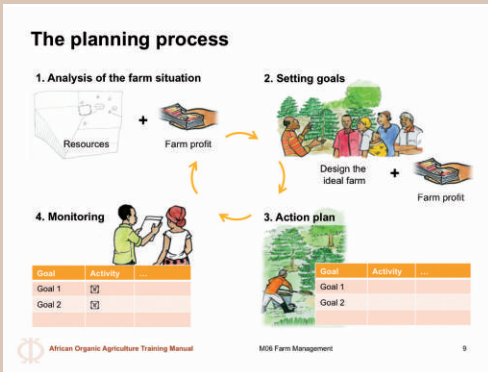 The planning process
1. Analysis of the farm situation
Resources
+
Farm profit
2. Setting goals
Design the
ideal farm
+
Farm profit
4. Monitoring
Goal Activity ...
Goal 1
Goal 2
3. Action plan
Goal Activity ...
Goal 1
Goal 2
African Organic Agriculture Training Manual
M06 Farm Management
9